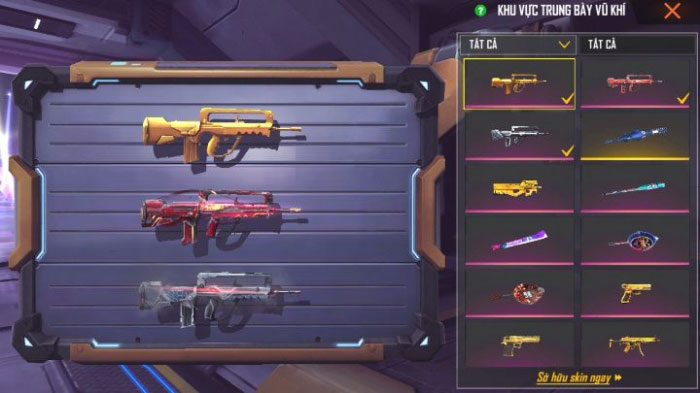 KHU VỰC TRƯNG BÀY VŨ KHÍ
TẤT CẢ
TẤT CẢ
Sở hữu skin ngay